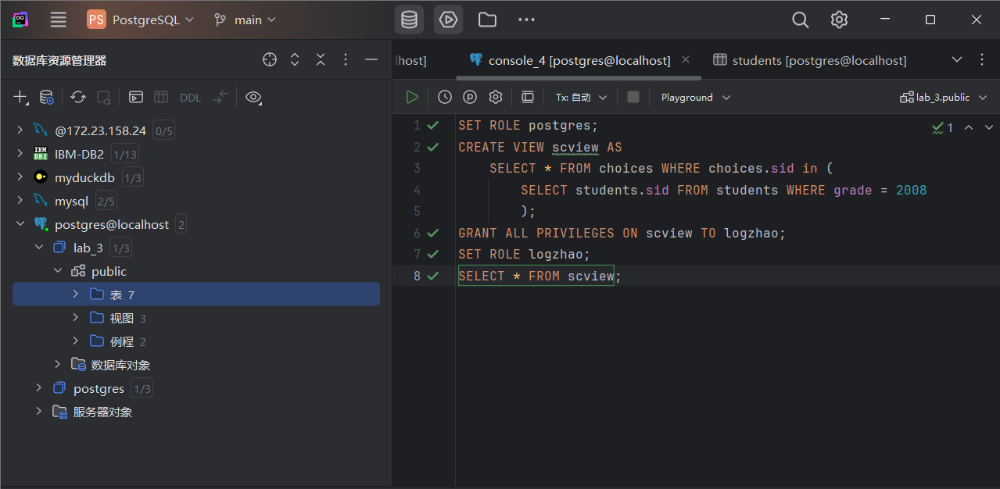 DG
PS PostgreSQL main
数据库资源管理器
lhost]
console_4 [postgres@localhost]
students [postgres@localhost]
DDL
Tx: 自动
Playground
lab_3.public
@172.23.158.24 0/5
IBM DB2 IBM-DB2 1/13
myduckdb 1/3
mysql 2/5
postgres@localhost 2
lab_3 1/3
public
表 7
视图 3
例程 2
数据库对象
postgres 1/3
服务器对象
1 SET ROLE postgres;
1
2 CREATE VIEW scview AS
3 SELECT * FROM choices WHERE choices.sid in (
4 SELECT students.sid FROM students WHERE grade = 2008
5 );
6 GRANT ALL PRIVILEGES ON scview TO logzhao;
7 SET ROLE logzhao;
8 SELECT * FROM scview;